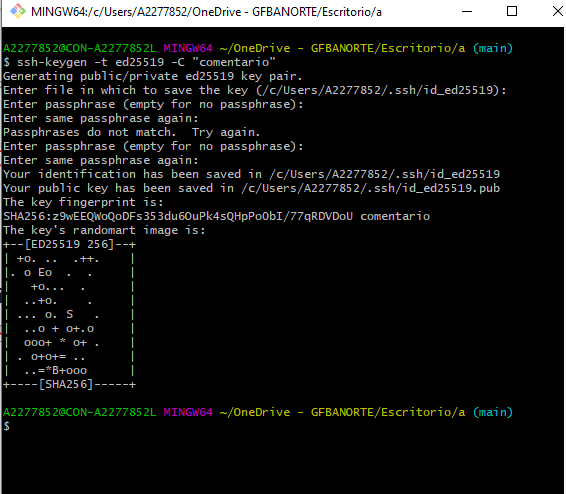 MINGW64:/c/Users/A2277852/OneDrive - GFBANORTE/Escritorio/a
A2277852@CON-A2277852L MINGW64 ~/OneDrive - GFBANORTE/Escritorio/a (main)
$ ssh-keygen -t ed25519 -C "comentario"
Generating public/private ed25519 key pair.
Enter file in which to save the key (/c/Users/A2277852/.ssh/id_ed25519):
Enter passphrase (empty for no passphrase):
Enter same passphrase again:
Passphrases do not match.  Try again.
Enter passphrase (empty for no passphrase):
Enter same passphrase again:
Your identification has been saved in /c/Users/A2277852/.ssh/id_ed25519
Your public key has been saved in /c/Users/A2277852/.ssh/id_ed25519.pub
The key fingerprint is:
SHA256:z9wEEQWoQoDFs353du6OuPk4sQHpPoObI/77qRDVDoU comentario
The key's randomart image is:
+--[ED25519 256]--+
| +o. ..  .++.    |
|. o Eo  .  .     |
|   +o...  .      |
|  ..+o.    .     |
| ... o. S   .    |
|  ..o + o+.o     |
|  ooo+ * o+ .    |
| . o+o+= ..      |
|  ..=*B+ooo      |
+----[SHA256]-----+
A2277852@CON-A2277852L MINGW64 ~/OneDrive - GFBANORTE/Escritorio/a (main)
$